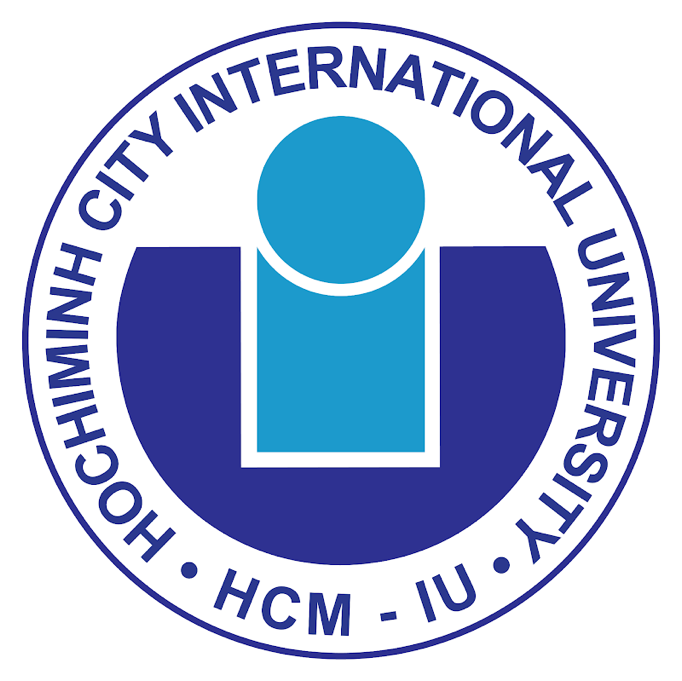 HOCHIMINH CITY INTERNATIONAL UNIVERSITY
• HCM - IU •